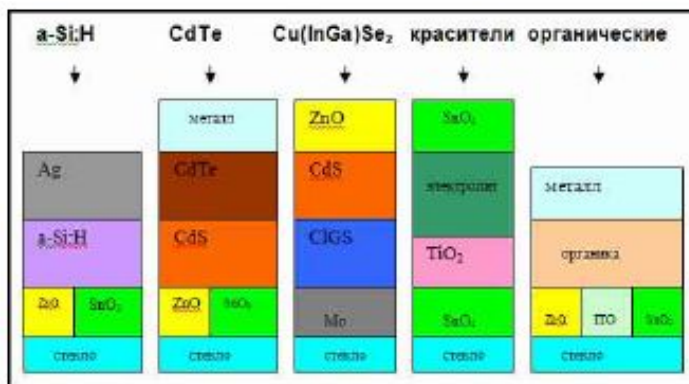 a-Si:H CdTe Cu(InGa)Se₂ красители органические
металл ZnO SnO₂
Ag CdTe CdS электролит металл
a-Si:H CdS CIGS TiO₂ органика
ZnO SnO₂ ZnO SnO₂ Mo SnO₂ ZnO ITO SnO₂
стекло стекло стекло стекло стекло